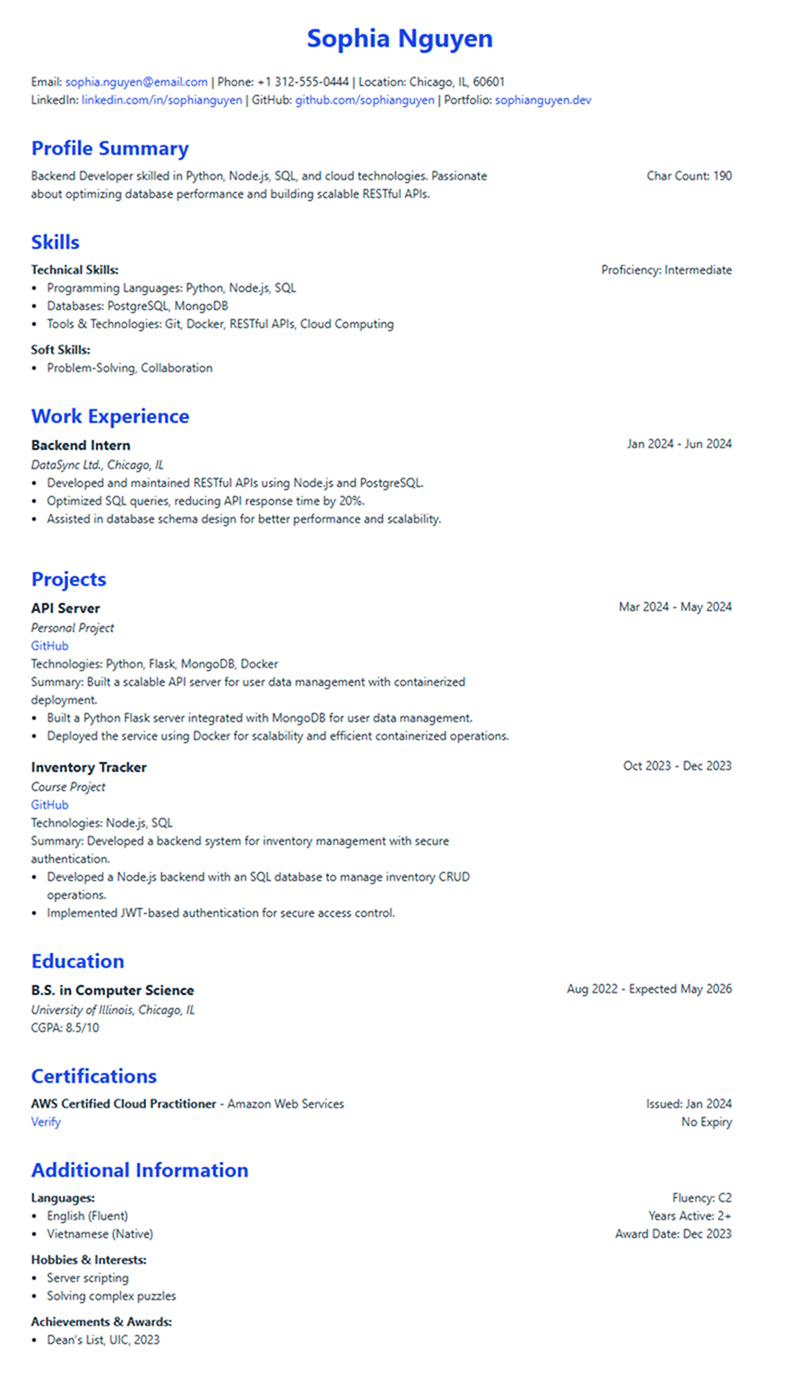 Sophia Nguyen
Email: sophia.nguyen@email.com | Phone: +1 312-555-0444 | Location: Chicago, IL, 60601
LinkedIn: linkedin.com/in/sophianguyen | GitHub: github.com/sophianguyen | Portfolio: sophianguyen.dev
Profile Summary
Backend Developer skilled in Python, Node.js, SQL, and cloud technologies. Passionate
about optimizing database performance and building scalable RESTful APIs.
Char Count: 190
Skills
Technical Skills:
Proficiency: Intermediate
• Programming Languages: Python, Node.js, SQL
• Databases: PostgreSQL, MongoDB
• Tools & Technologies: Git, Docker, RESTful APIs, Cloud Computing
Soft Skills:
• Problem-Solving, Collaboration
Work Experience
Backend Intern
Jan 2024 - Jun 2024
DataSync Ltd., Chicago, IL
• Developed and maintained RESTful APIs using Node.js and PostgreSQL.
• Optimized SQL queries, reducing API response time by 20%.
• Assisted in database schema design for better performance and scalability.
Projects
API Server
Mar 2024 - May 2024
Personal Project
GitHub
Technologies: Python, Flask, MongoDB, Docker
Summary: Built a scalable API server for user data management with containerized
deployment.
• Built a Python Flask server integrated with MongoDB for user data management.
• Deployed the service using Docker for scalability and efficient containerized operations.
Inventory Tracker
Oct 2023 - Dec 2023
Course Project
GitHub
Technologies: Node.js, SQL
Summary: Developed a backend system for inventory management with secure
authentication.
• Developed a Node.js backend with an SQL database to manage inventory CRUD
operations.
• Implemented JWT-based authentication for secure access control.
Education
B.S. in Computer Science
Aug 2022 - Expected May 2026
University of Illinois, Chicago, IL
CGPA: 8.5/10
Certifications
AWS Certified Cloud Practitioner - Amazon Web Services
Issued: Jan 2024
Verify
No Expiry
Additional Information
Languages:
Fluency: C2
• English (Fluent)
Years Active: 2+
• Vietnamese (Native)
Award Date: Dec 2023
Hobbies & Interests:
• Server scripting
• Solving complex puzzles
Achievements & Awards:
• Dean's List, UIC, 2023